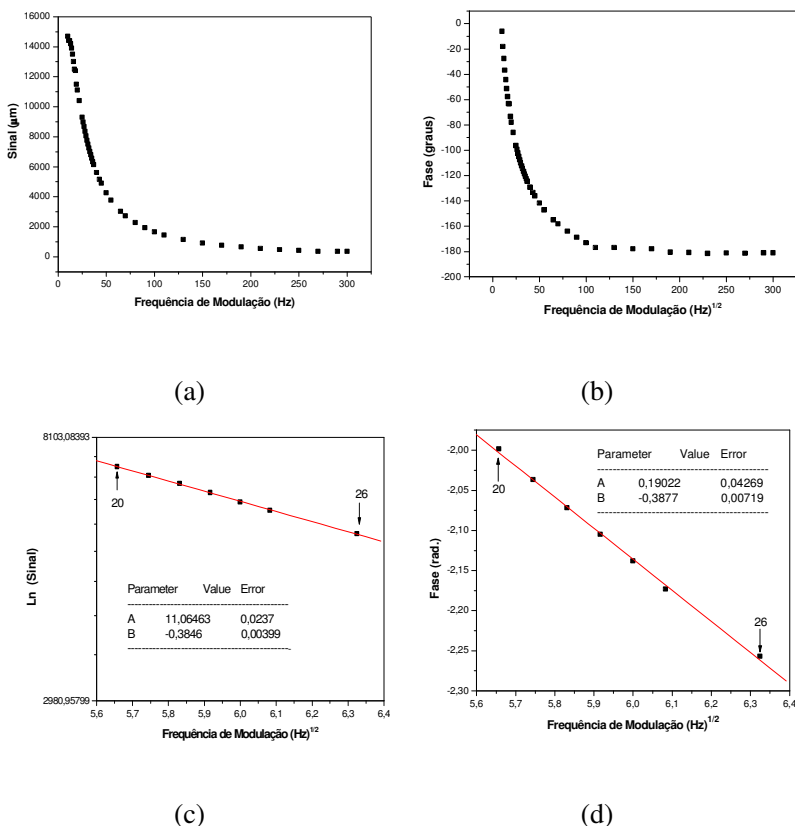 16000
14000
12000
10000
8000
6000
4000
2000
0
Sinal (µm)
0 50 100 150 200 250 300
Frequência de Modulação (Hz)
(a)
0
-20
-40
-60
-80
-100
-120
-140
-160
-180
-200
Fase (graus)
0 50 100 150 200 250 300
Frequência de Modulação (Hz)^1/2
(b)
8103,08393
2980,95799
Ln (Sinal)
20
26
Parameter Value Error
A 11,06463 0,0237
B -0,3846 0,00399
5,6 5,7 5,8 5,9 6,0 6,1 6,2 6,3 6,4
Frequência de Modulação (Hz)^1/2
(c)
-2,00
-2,05
-2,10
-2,15
-2,20
-2,25
-2,30
Fase (rad.)
Parameter Value Error
A 0,19022 0,04269
B -0,3877 0,00719
20
26
5,6 5,7 5,8 5,9 6,0 6,1 6,2 6,3 6,4
Frequência de Modulação (Hz)^1/2
(d)